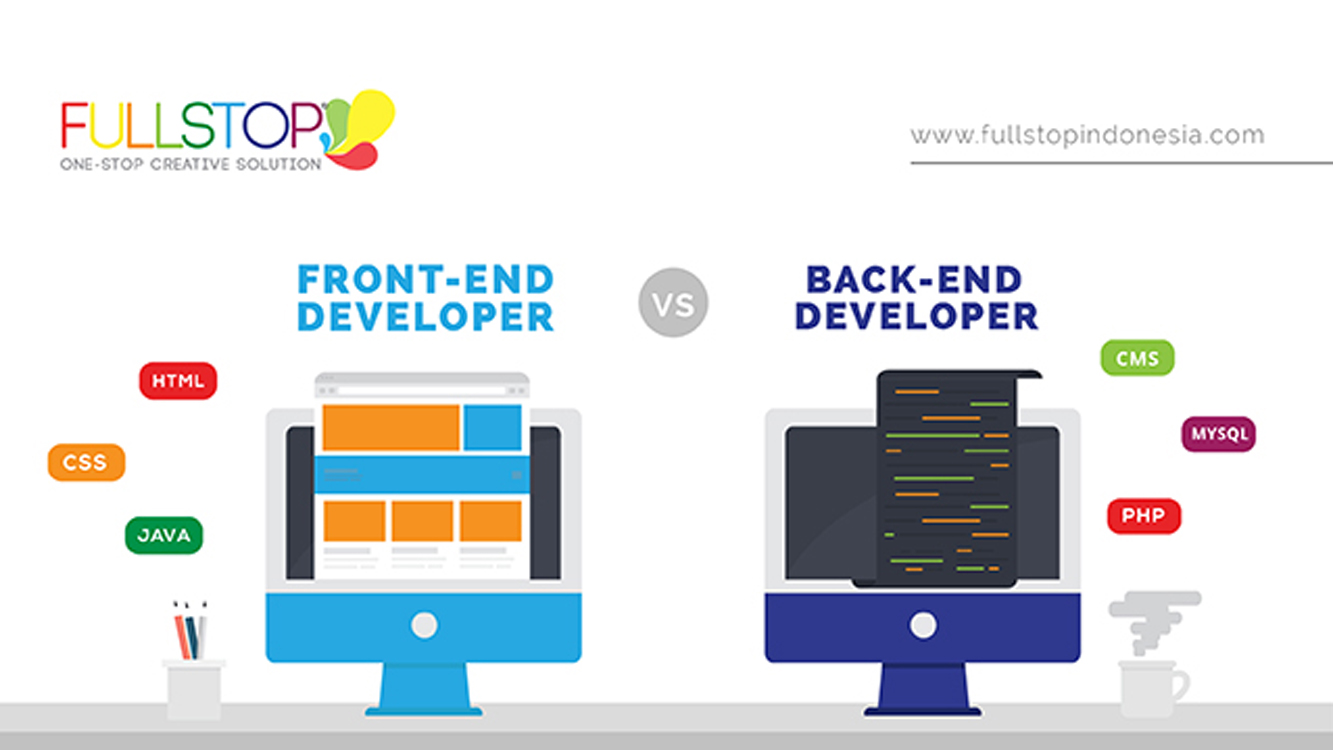 FULLSTOP
ONE-STOP CREATIVE SOLUTION
www.fullstopindonesia.com
FRONT-END
DEVELOPER
VS
BACK-END
DEVELOPER
HTML
CSS
JAVA
CMS
MYSQL
PHP